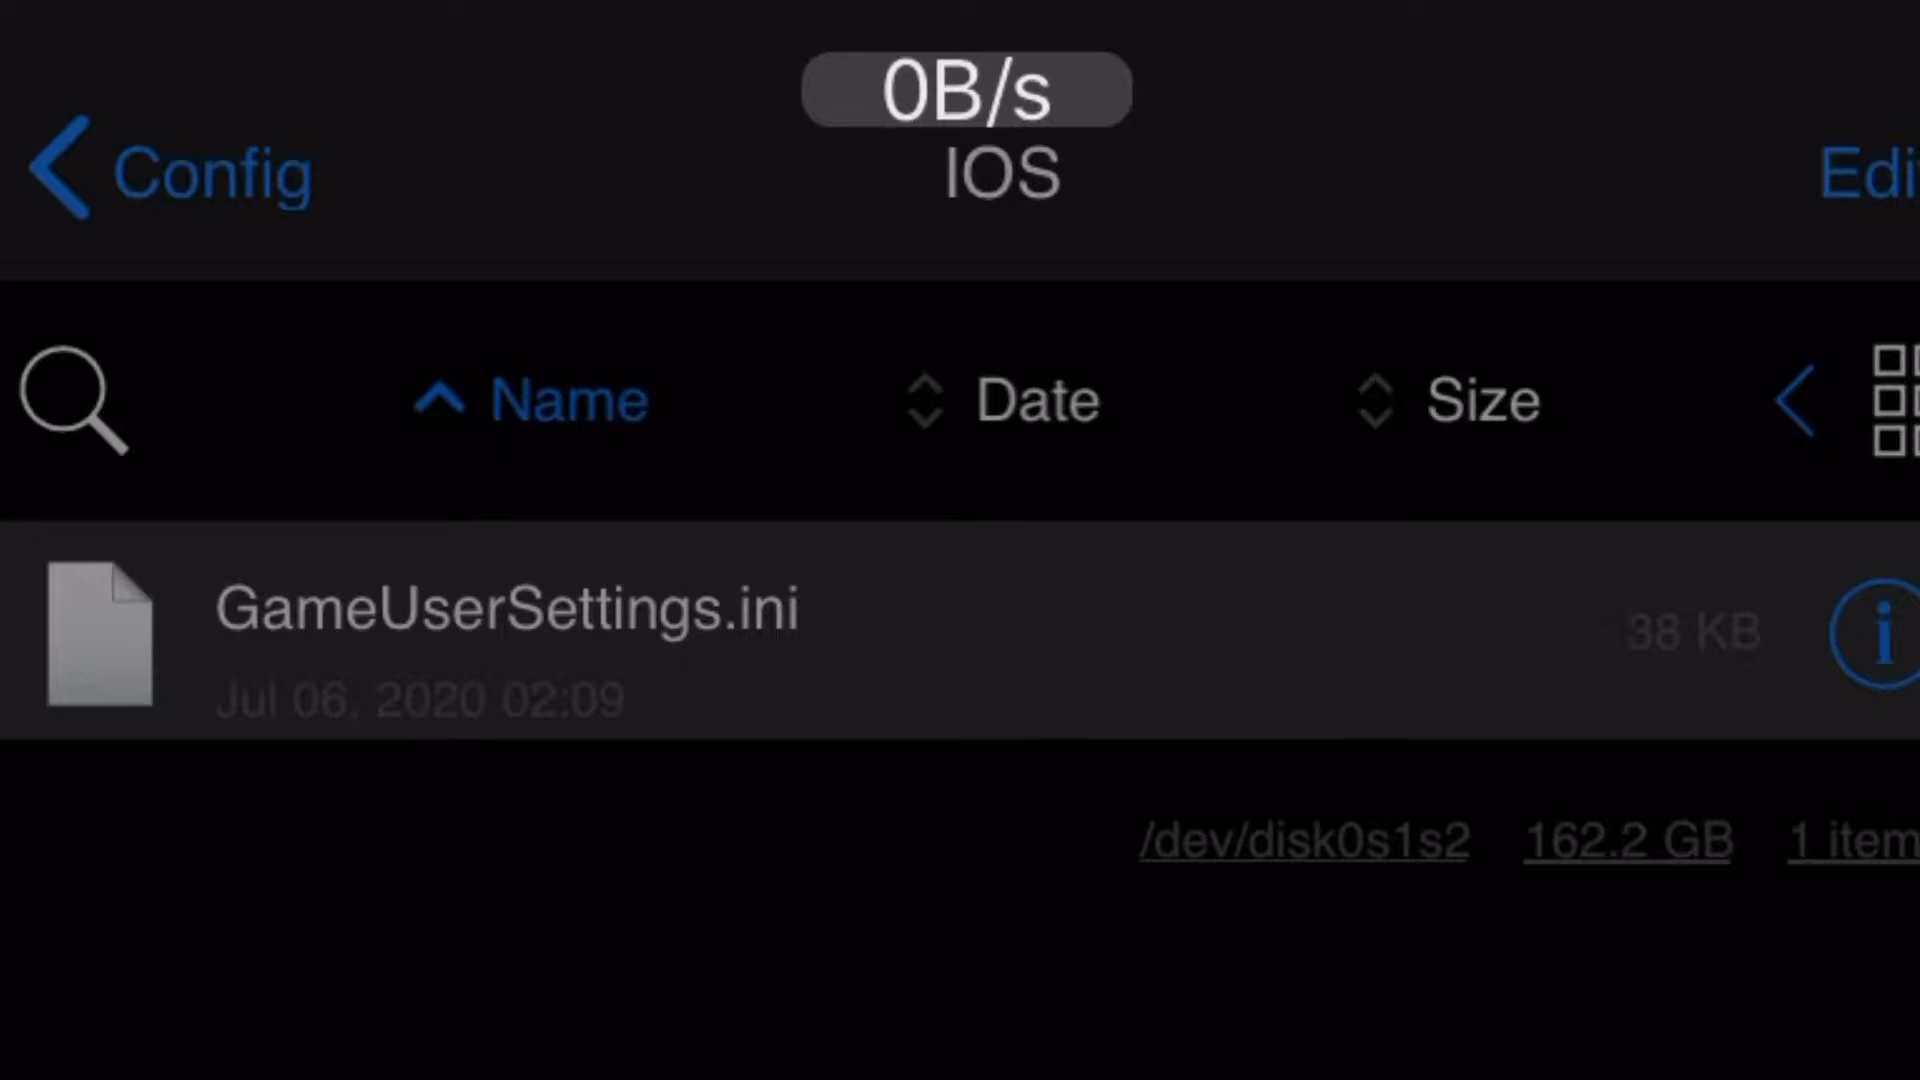 0B/s
Config
IOS
Edi
Name
Date
Size
GameUserSettings.ini
38 KB
Jul 06, 2020 02:09
/dev/disk0s1s2
162.2 GB
1 item